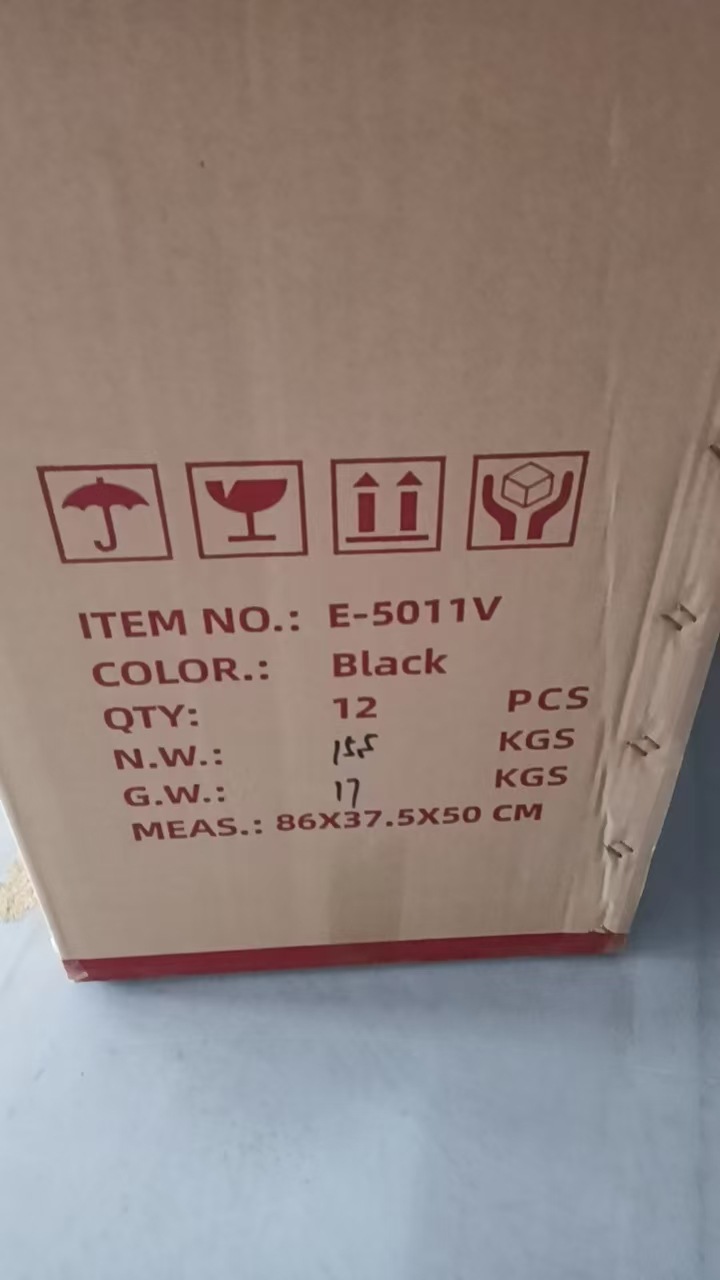 ITEM NO.: E-5011V
COLOR.: Black
QTY: 12 PCS
N.W.: 15.5 KGS
G.W.: 17 KGS
MEAS.: 86X37.5X50 CM